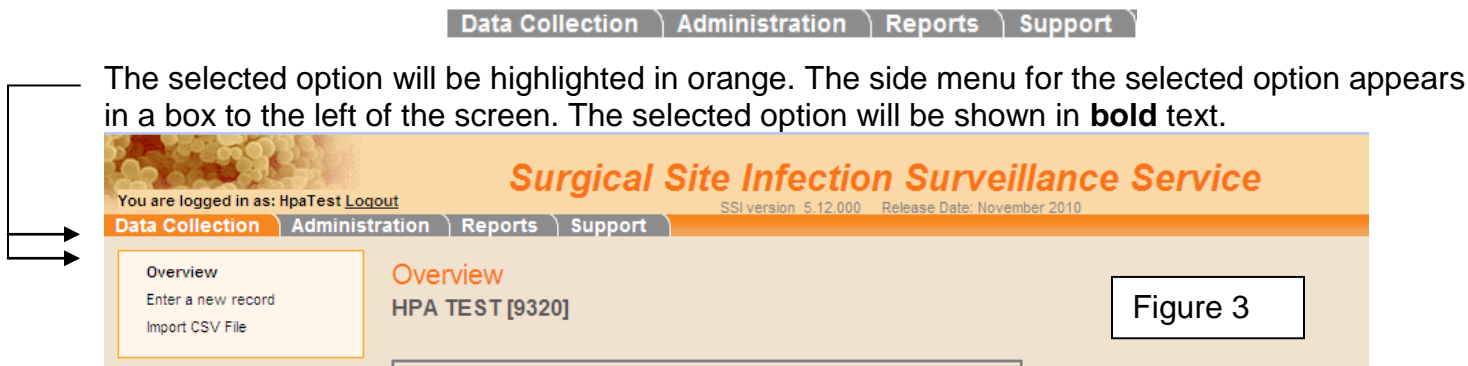 Data Collection Administration Reports Support
The selected option will be highlighted in orange. The side menu for the selected option appears
in a box to the left of the screen. The selected option will be shown in bold text.
Surgical Site Infection Surveillance Service
You are logged in as: HpaTest Logout
SSI version 5.12.000 Release Date: November 2010
Data Collection Administration Reports Support
Overview
Enter a new record
Import CSV File
Overview
HPA TEST [9320]
Figure 3